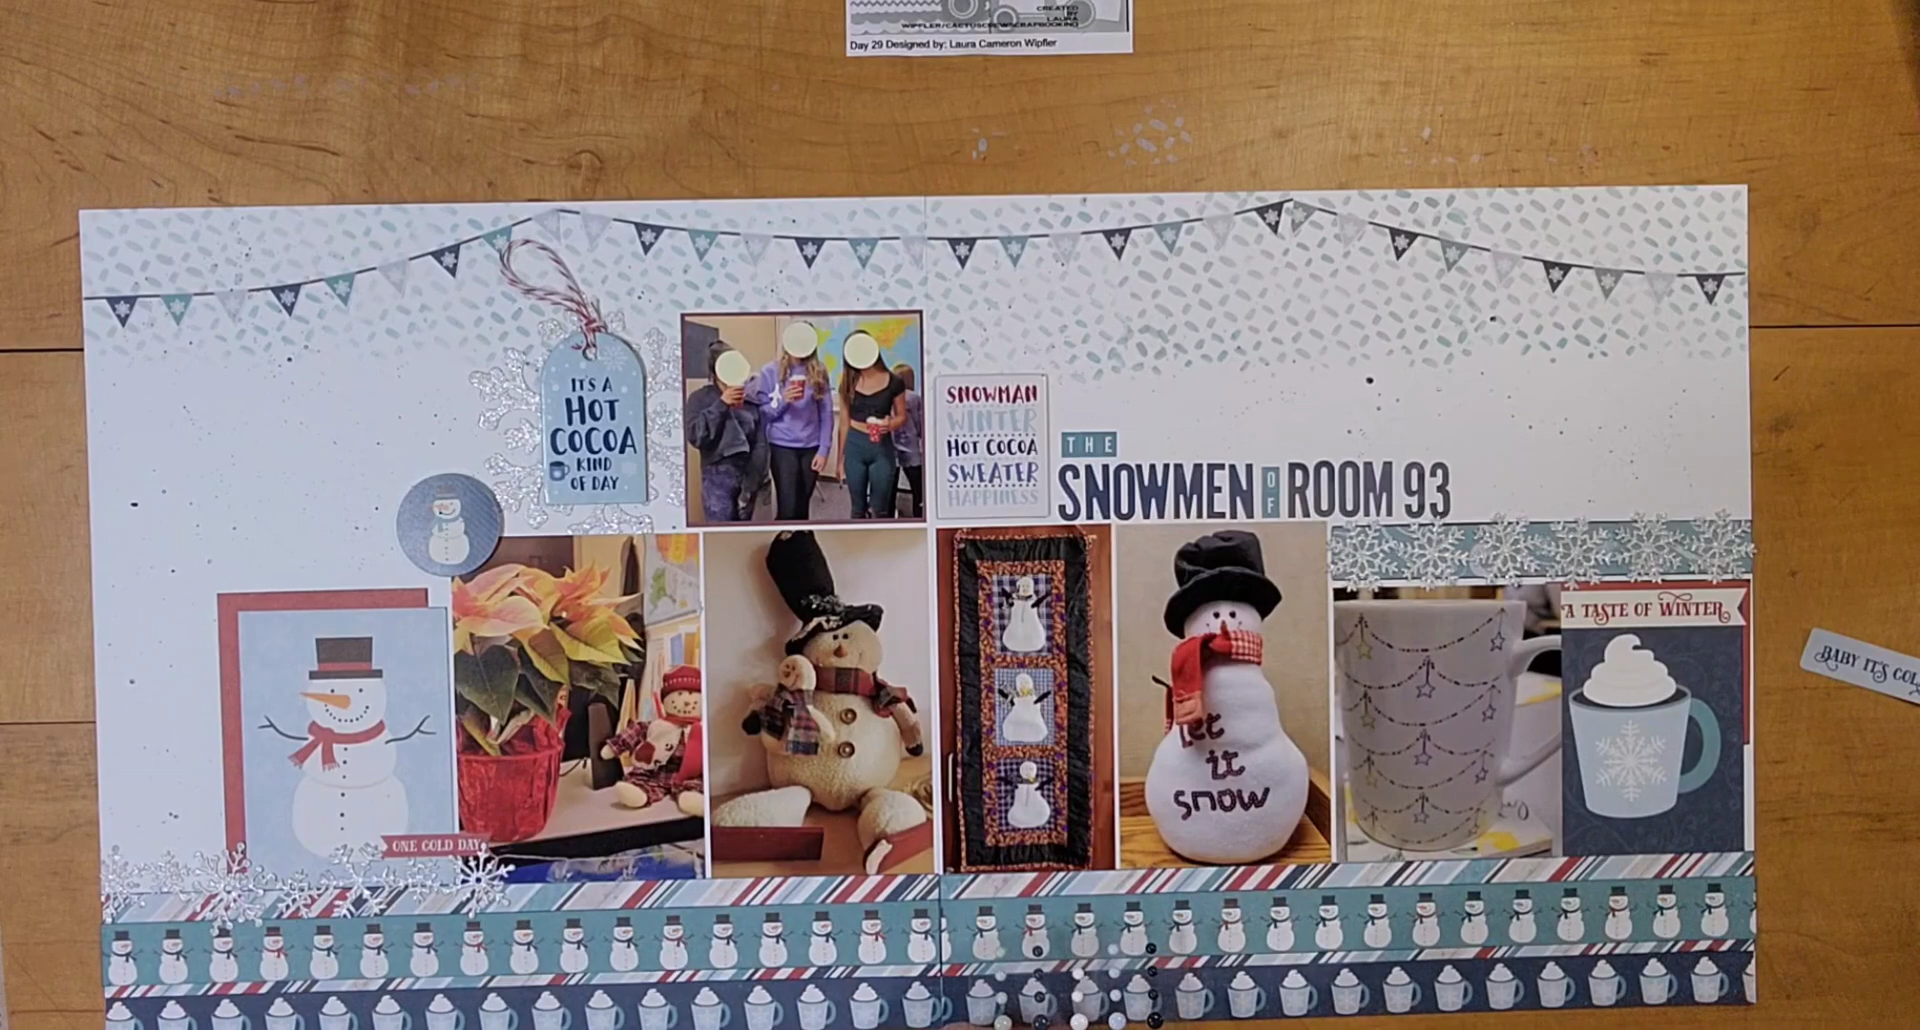 CREATED
BY
LAURA
WIPFLER/CACTUSCREWSCRAPBOOKING
Day 29 Designed by: Laura Cameron Wipfler
IT'S A
HOT
COCOA
KIND
OF DAY
SNOWMAN
WINTER
HOT COCOA
SWEATER
HAPPINESS
THE
SNOWMEN OF ROOM 93
A TASTE OF WINTER
BABY IT'S COL
let
it
snow
ONE COLD DAY